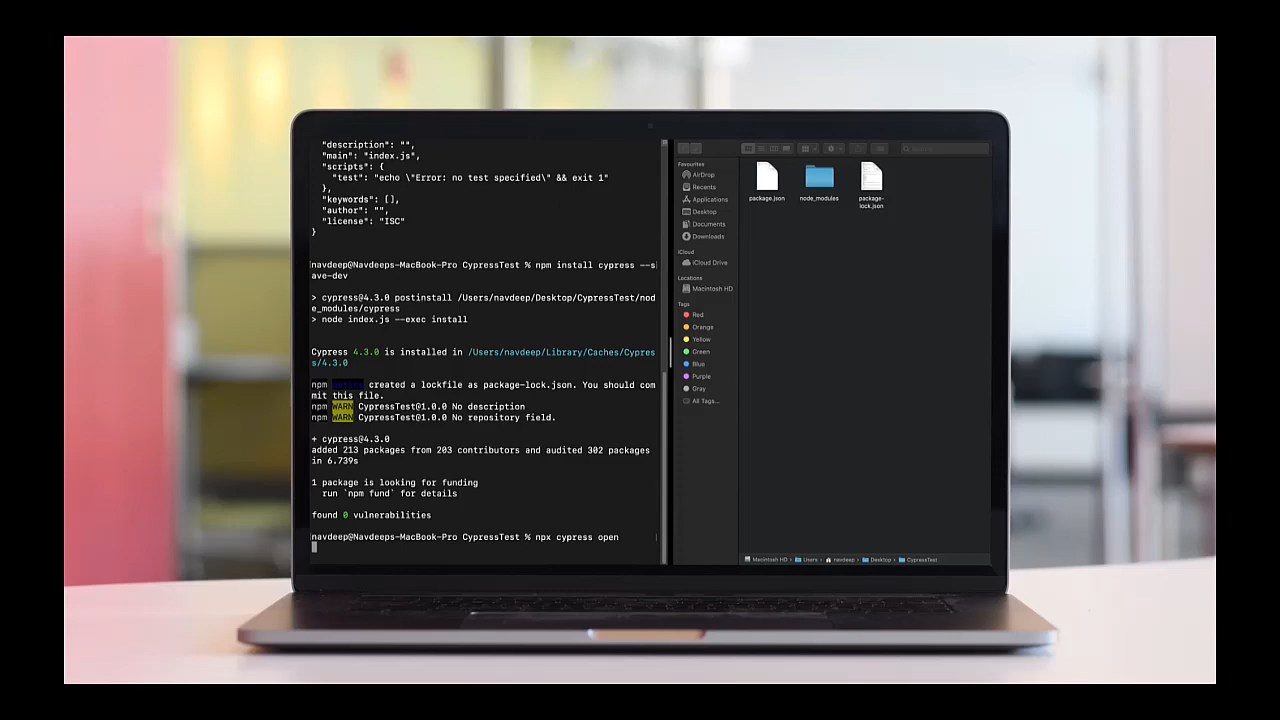 "description": "",
"main": "index.js",
"scripts": {
"test": "echo \"Error: no test specified\" && exit 1"
},
"keywords": [],
"author": "",
"license": "ISC"
}
navdeep@Navdeeps-MacBook-Pro CypressTest % npm install cypress --s
ave-dev
> cypress@4.3.0 postinstall /Users/navdeep/Desktop/CypressTest/nod
e_modules/cypress
> node index.js --exec install
Cypress 4.3.0 is installed in /Users/navdeep/Library/Caches/Cypres
s/4.3.0
npm notice created a lockfile as package-lock.json. You should com
mit this file.
npm WARN CypressTest@1.0.0 No description
npm WARN CypressTest@1.0.0 No repository field.
+ cypress@4.3.0
added 213 packages from 203 contributors and audited 302 packages
in 6.739s
1 package is looking for funding
run `npm fund` for details
found 0 vulnerabilities
navdeep@Navdeeps-MacBook-Pro CypressTest % npx cypress open
Favourites
AirDrop
Recents
Applications
Desktop
Documents
Downloads
iCloud
iCloud Drive
Locations
Macintosh HD
Tags
Red
Orange
Yellow
Green
Blue
Purple
Gray
All Tags...
package.json
node_modules
package-
lock.json
Macintosh HD
Users
navdeep
Desktop
CypressTest